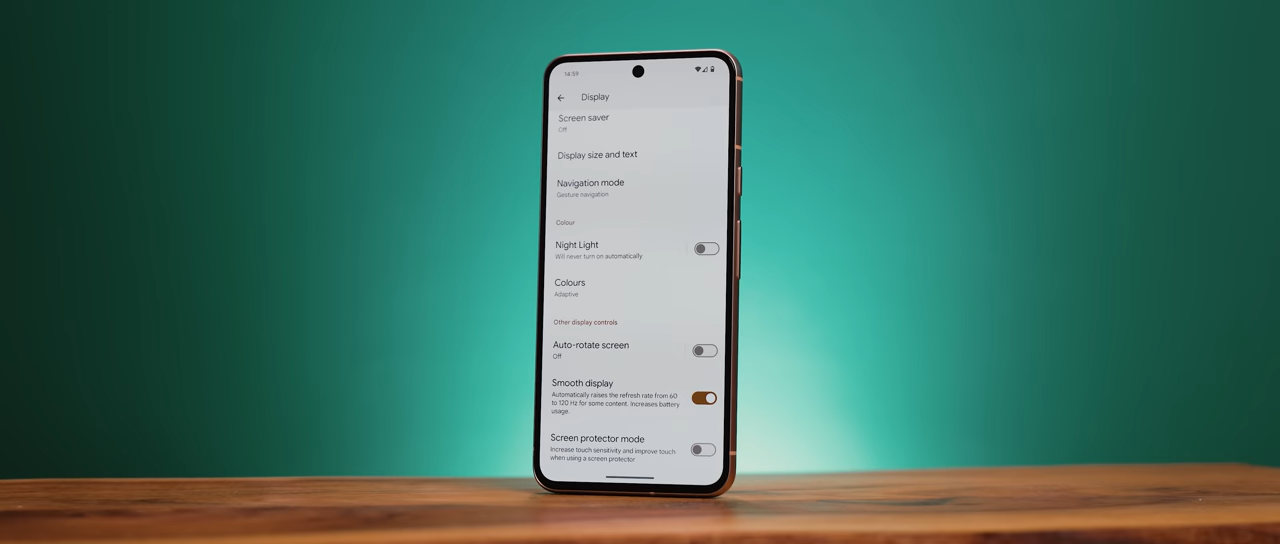 14:59
Display
Screen saver
Off
Display size and text
Navigation mode
Gesture navigation
Colour
Night Light
Will never turn on automatically
Colours
Adaptive
Other display controls
Auto-rotate screen
Off
Smooth display
Automatically raises the refresh rate from 60
to 120 Hz for some content. Increases battery
usage.
Screen protector mode
Increase touch sensitivity and improve touch
when using a screen protector